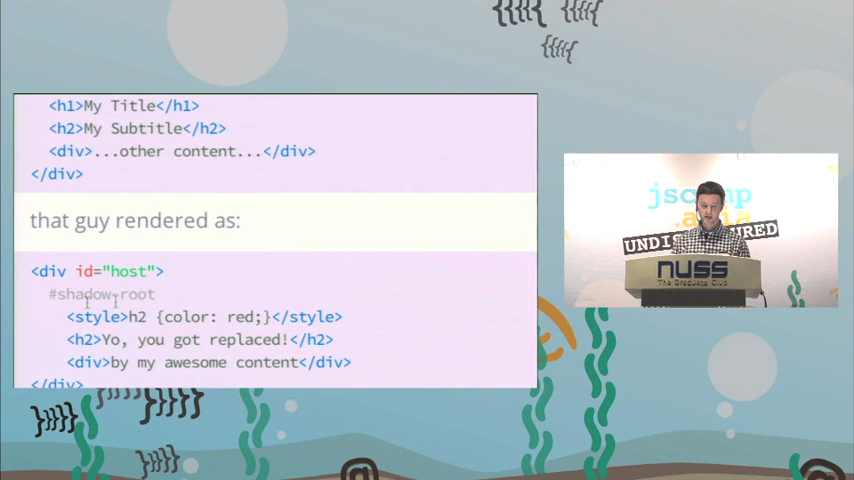 <h1>My Title</h1>
<h2>My Subtitle</h2>
<div>...other content...</div>
</div>
that guy rendered as:
<div id="host">
#shadow-root
<style>h2 {color: red;}</style>
<h2>Yo, you got replaced!</h2>
<div>by my awesome content</div>
</div>
nuss
The Graduate Club